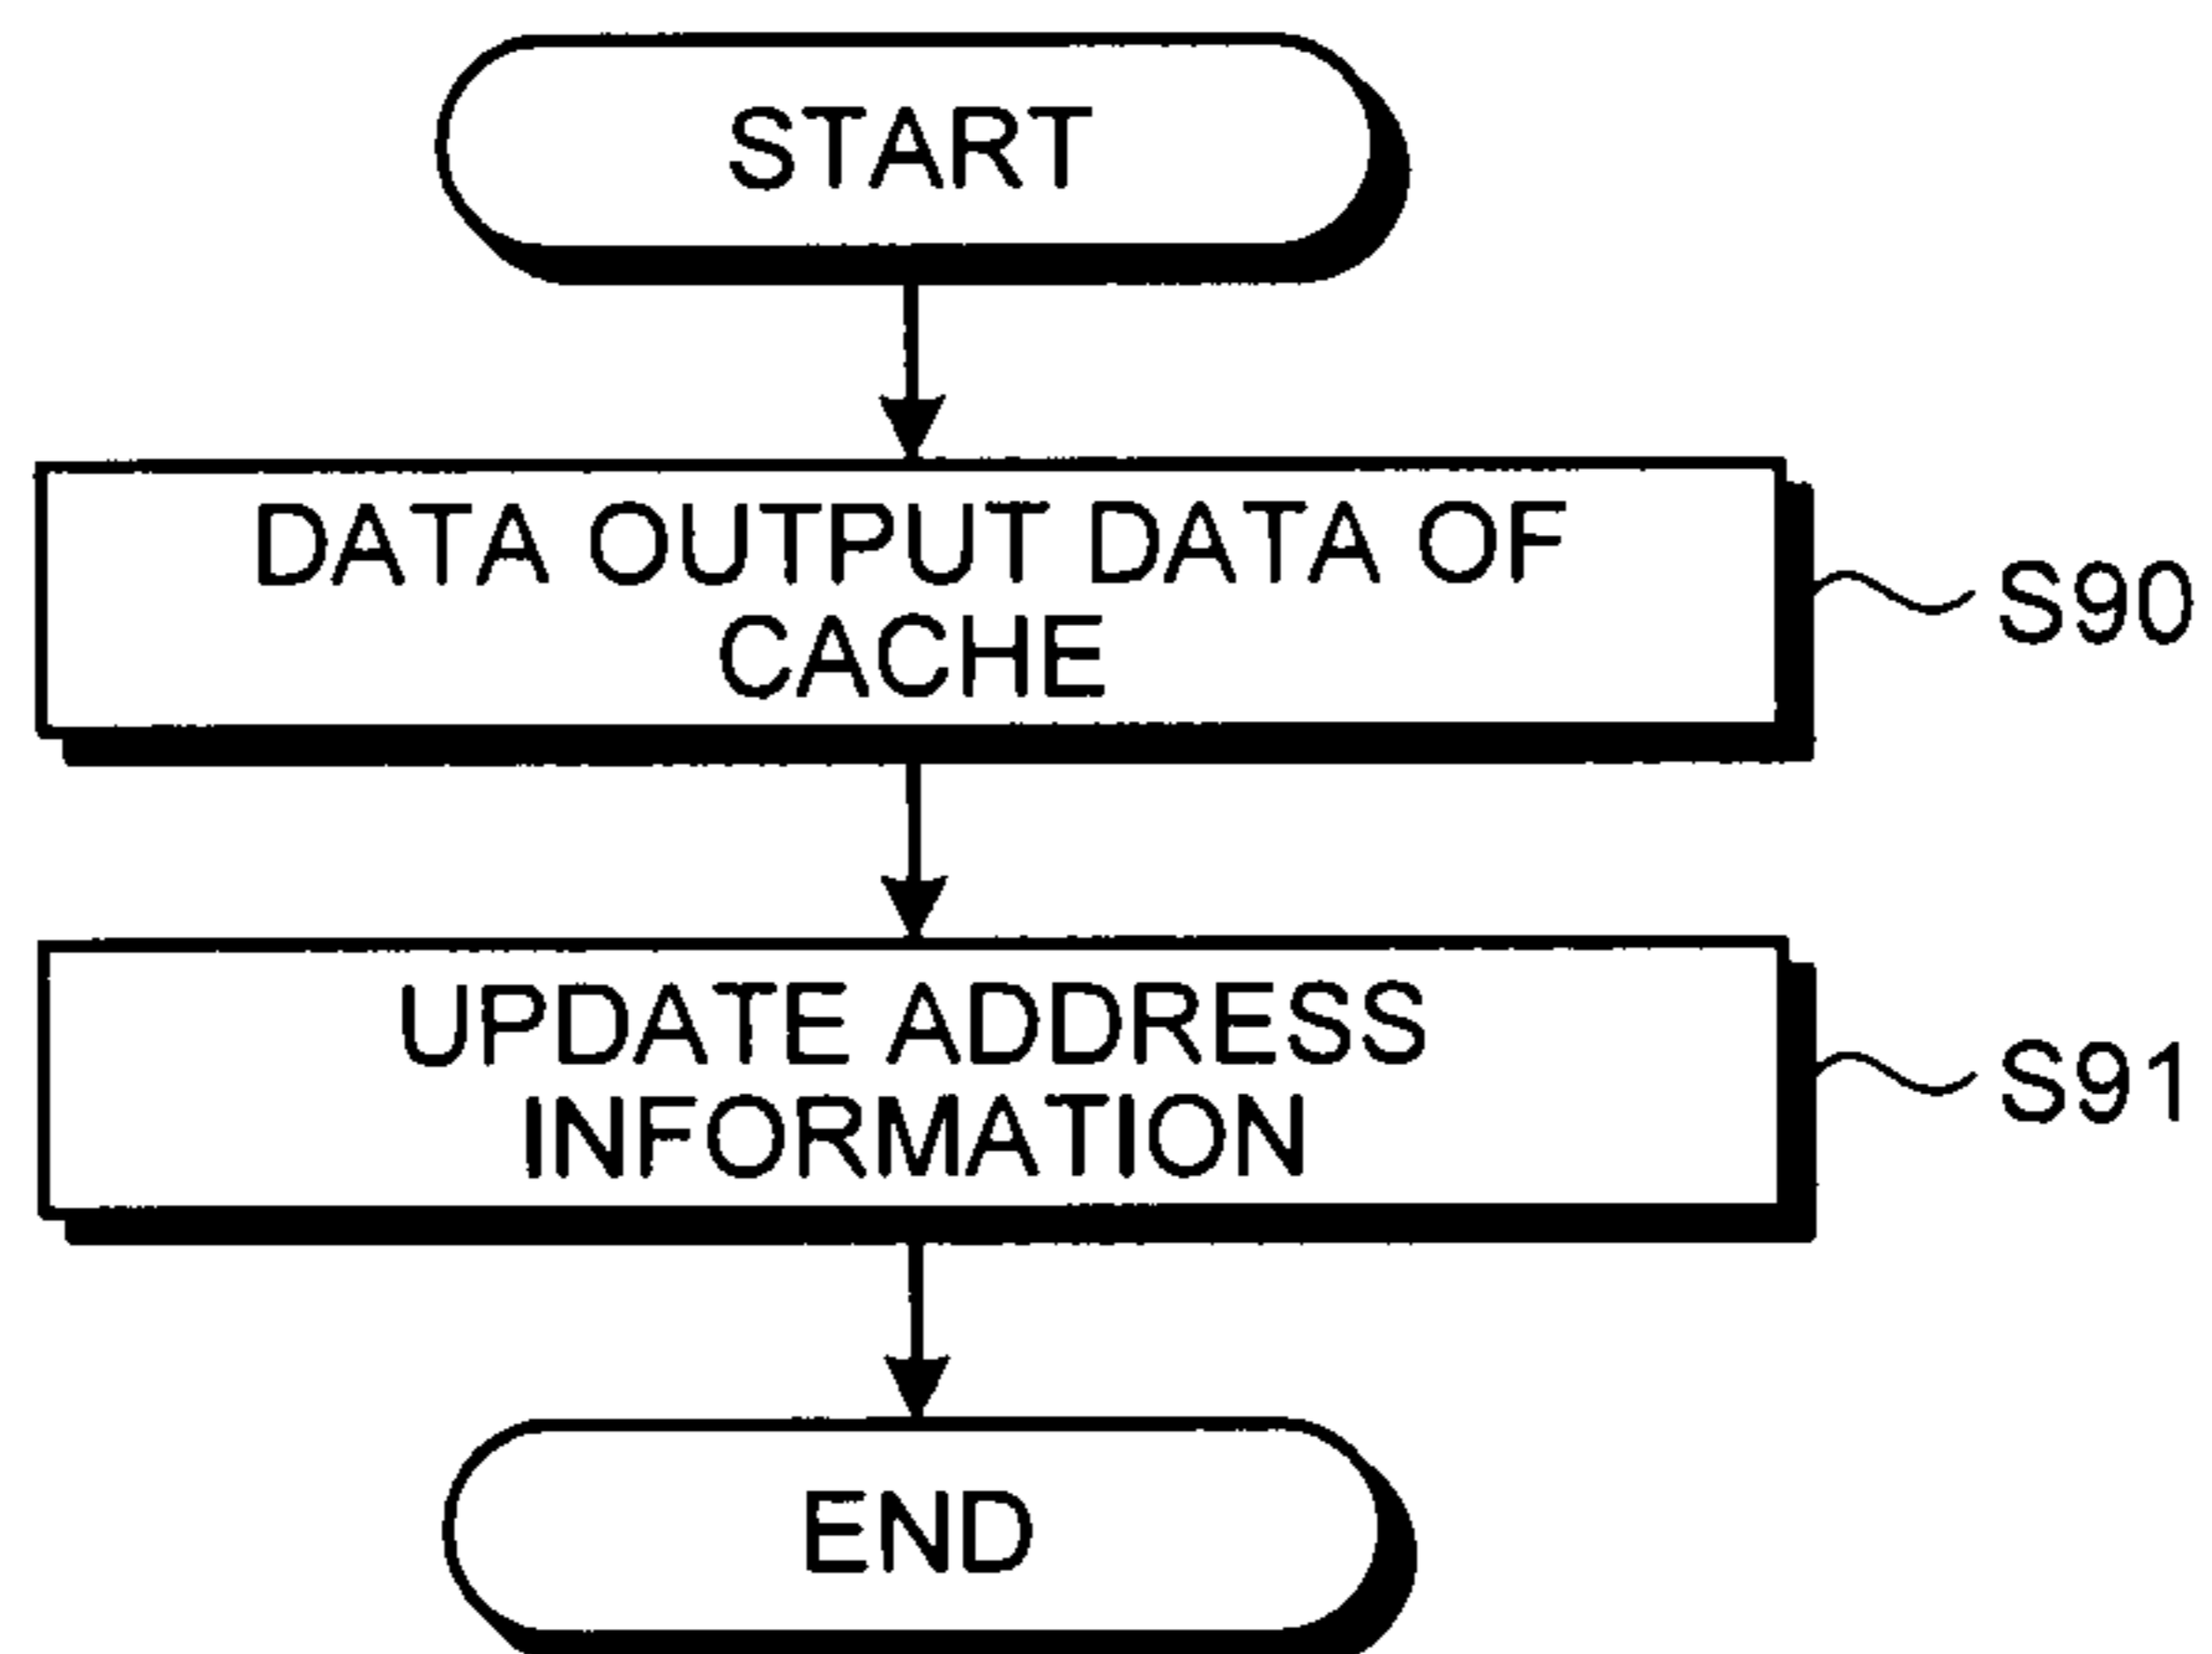 START
DATA OUTPUT DATA OF
CACHE
S90
UPDATE ADDRESS
INFORMATION
S91
END